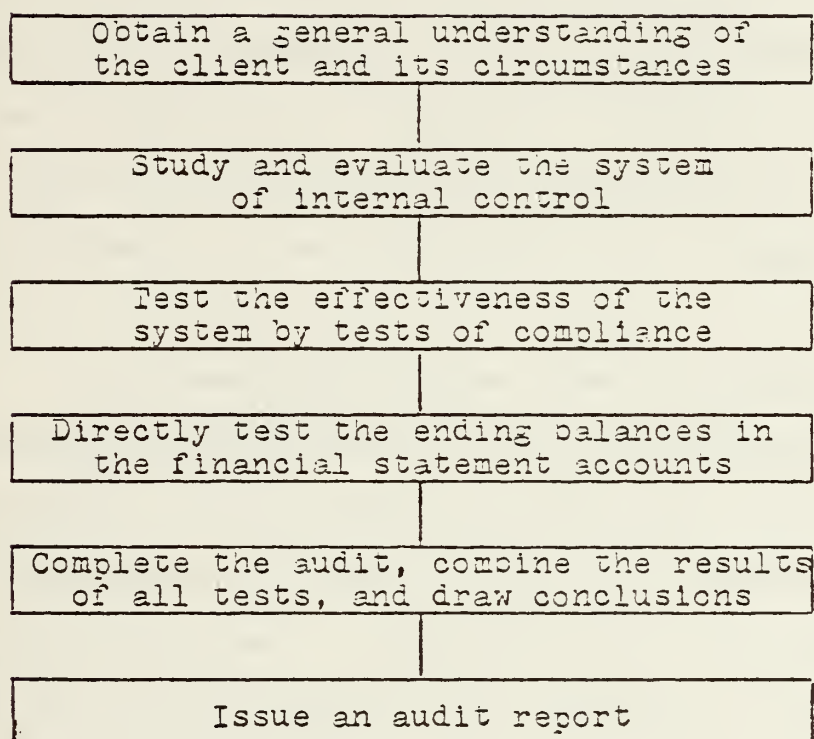 Obtain a general understanding of
the client and its circumstances
Study and evaluate the system
of internal control
Test the effectiveness of the
system by tests of compliance
Directly test the ending balances in
the financial statement accounts
Complete the audit, combine the results
of all tests, and draw conclusions
Issue an audit report